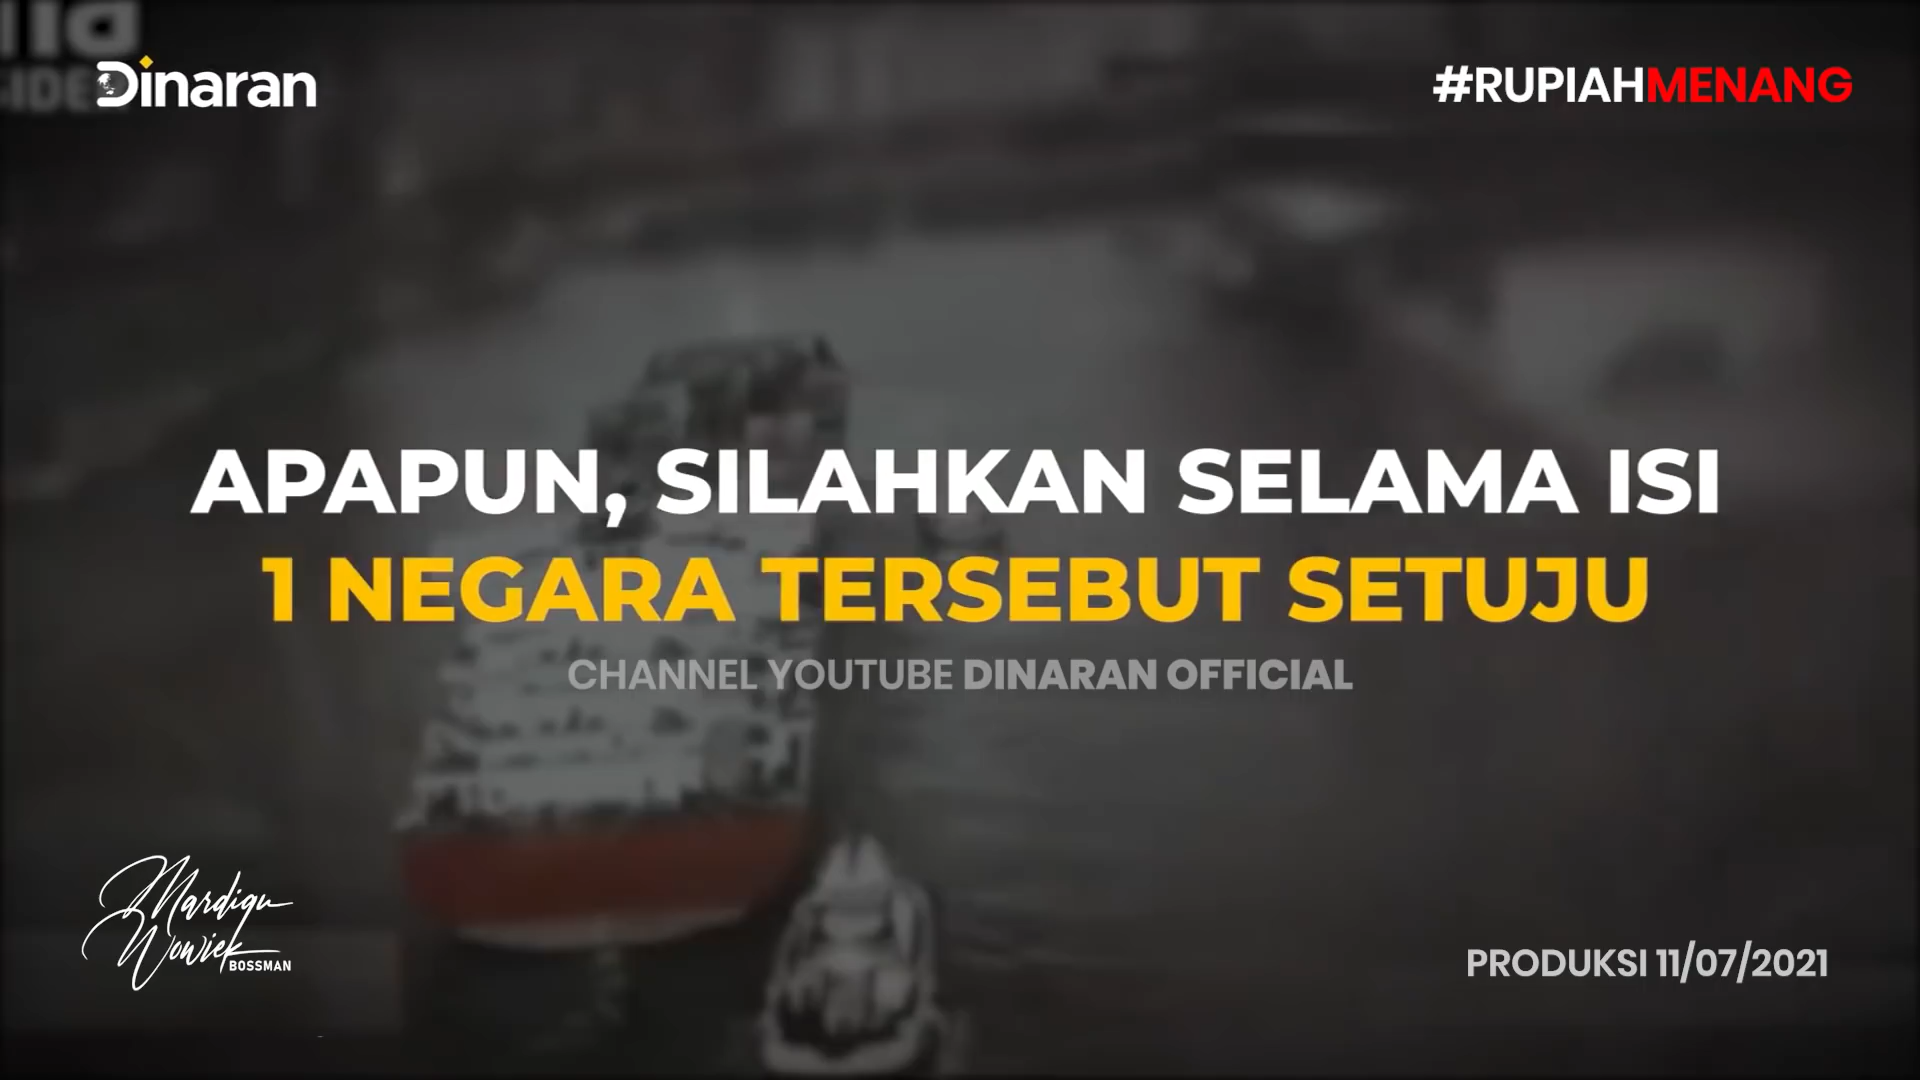 Dinaran
#RUPIAHMENANG
APAPUN, SILAHKAN SELAMA ISI
1 NEGARA TERSEBUT SETUJU
CHANNEL YOUTUBE DINARAN OFFICIAL
Mardigu
Wowiek
BOSSMAN
PRODUKSI 11/07/2021